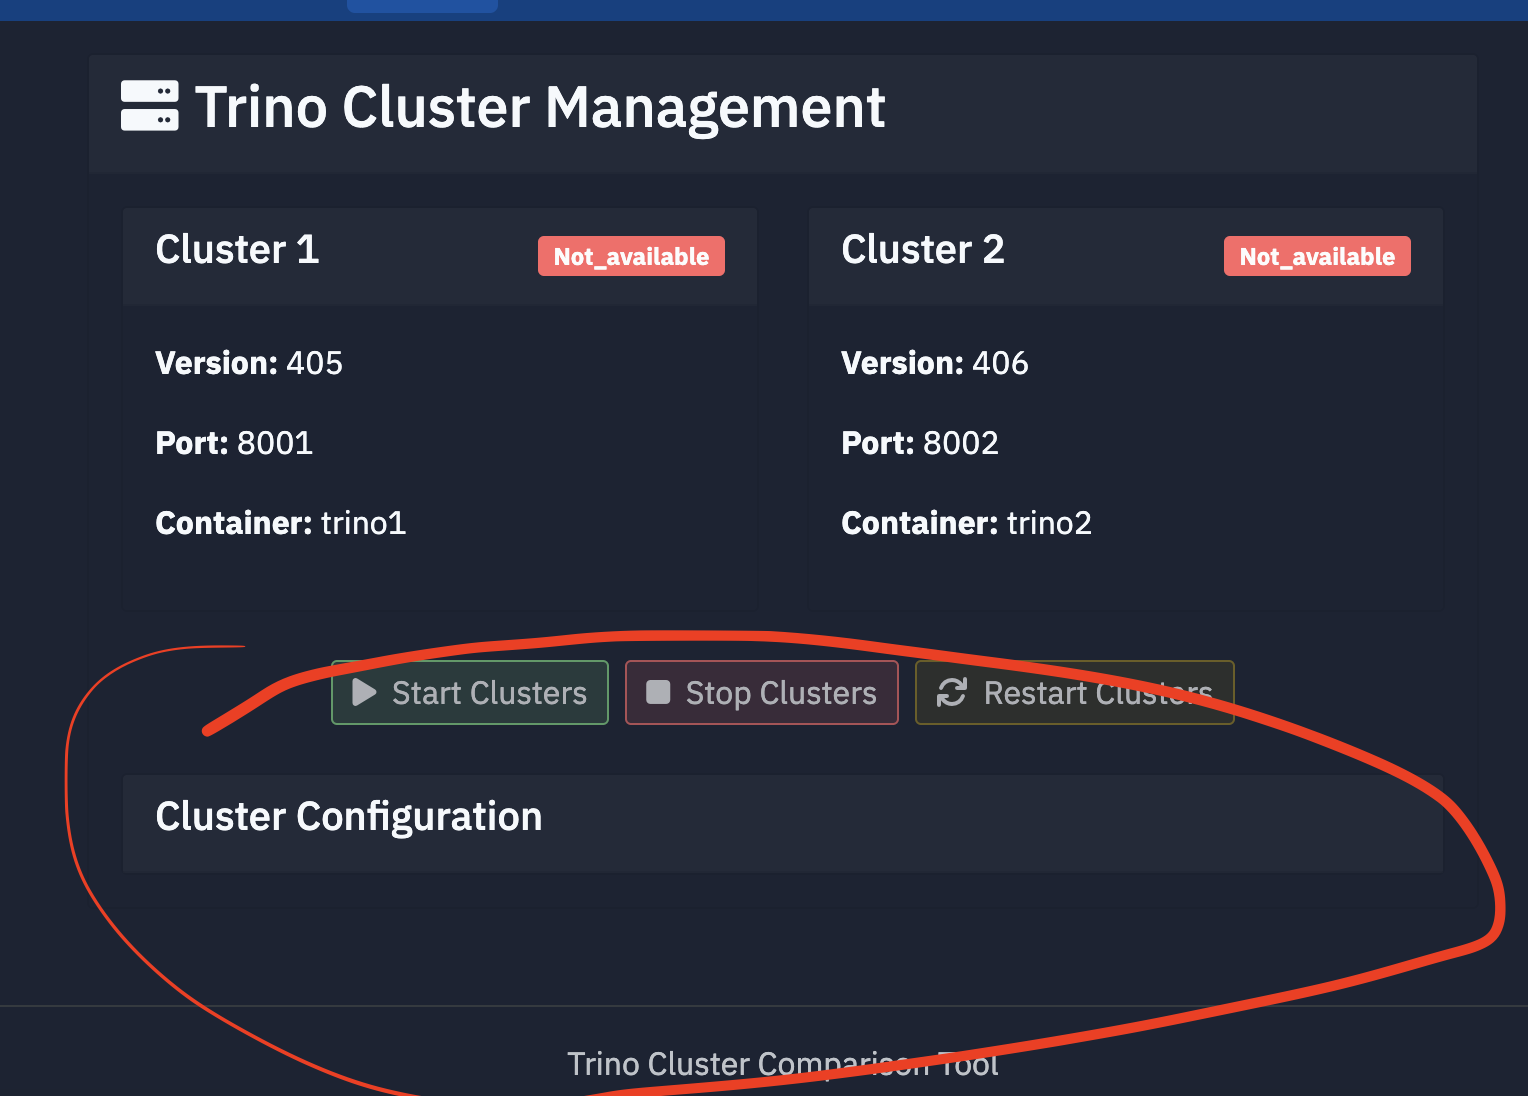 Trino Cluster Management
Cluster 1
Not_available
Cluster 2
Not_available
Version: 405
Port: 8001
Container: trino1
Version: 406
Port: 8002
Container: trino2
Start Clusters
Stop Clusters
Restart Clusters
Cluster Configuration
Trino Cluster Comparison Tool